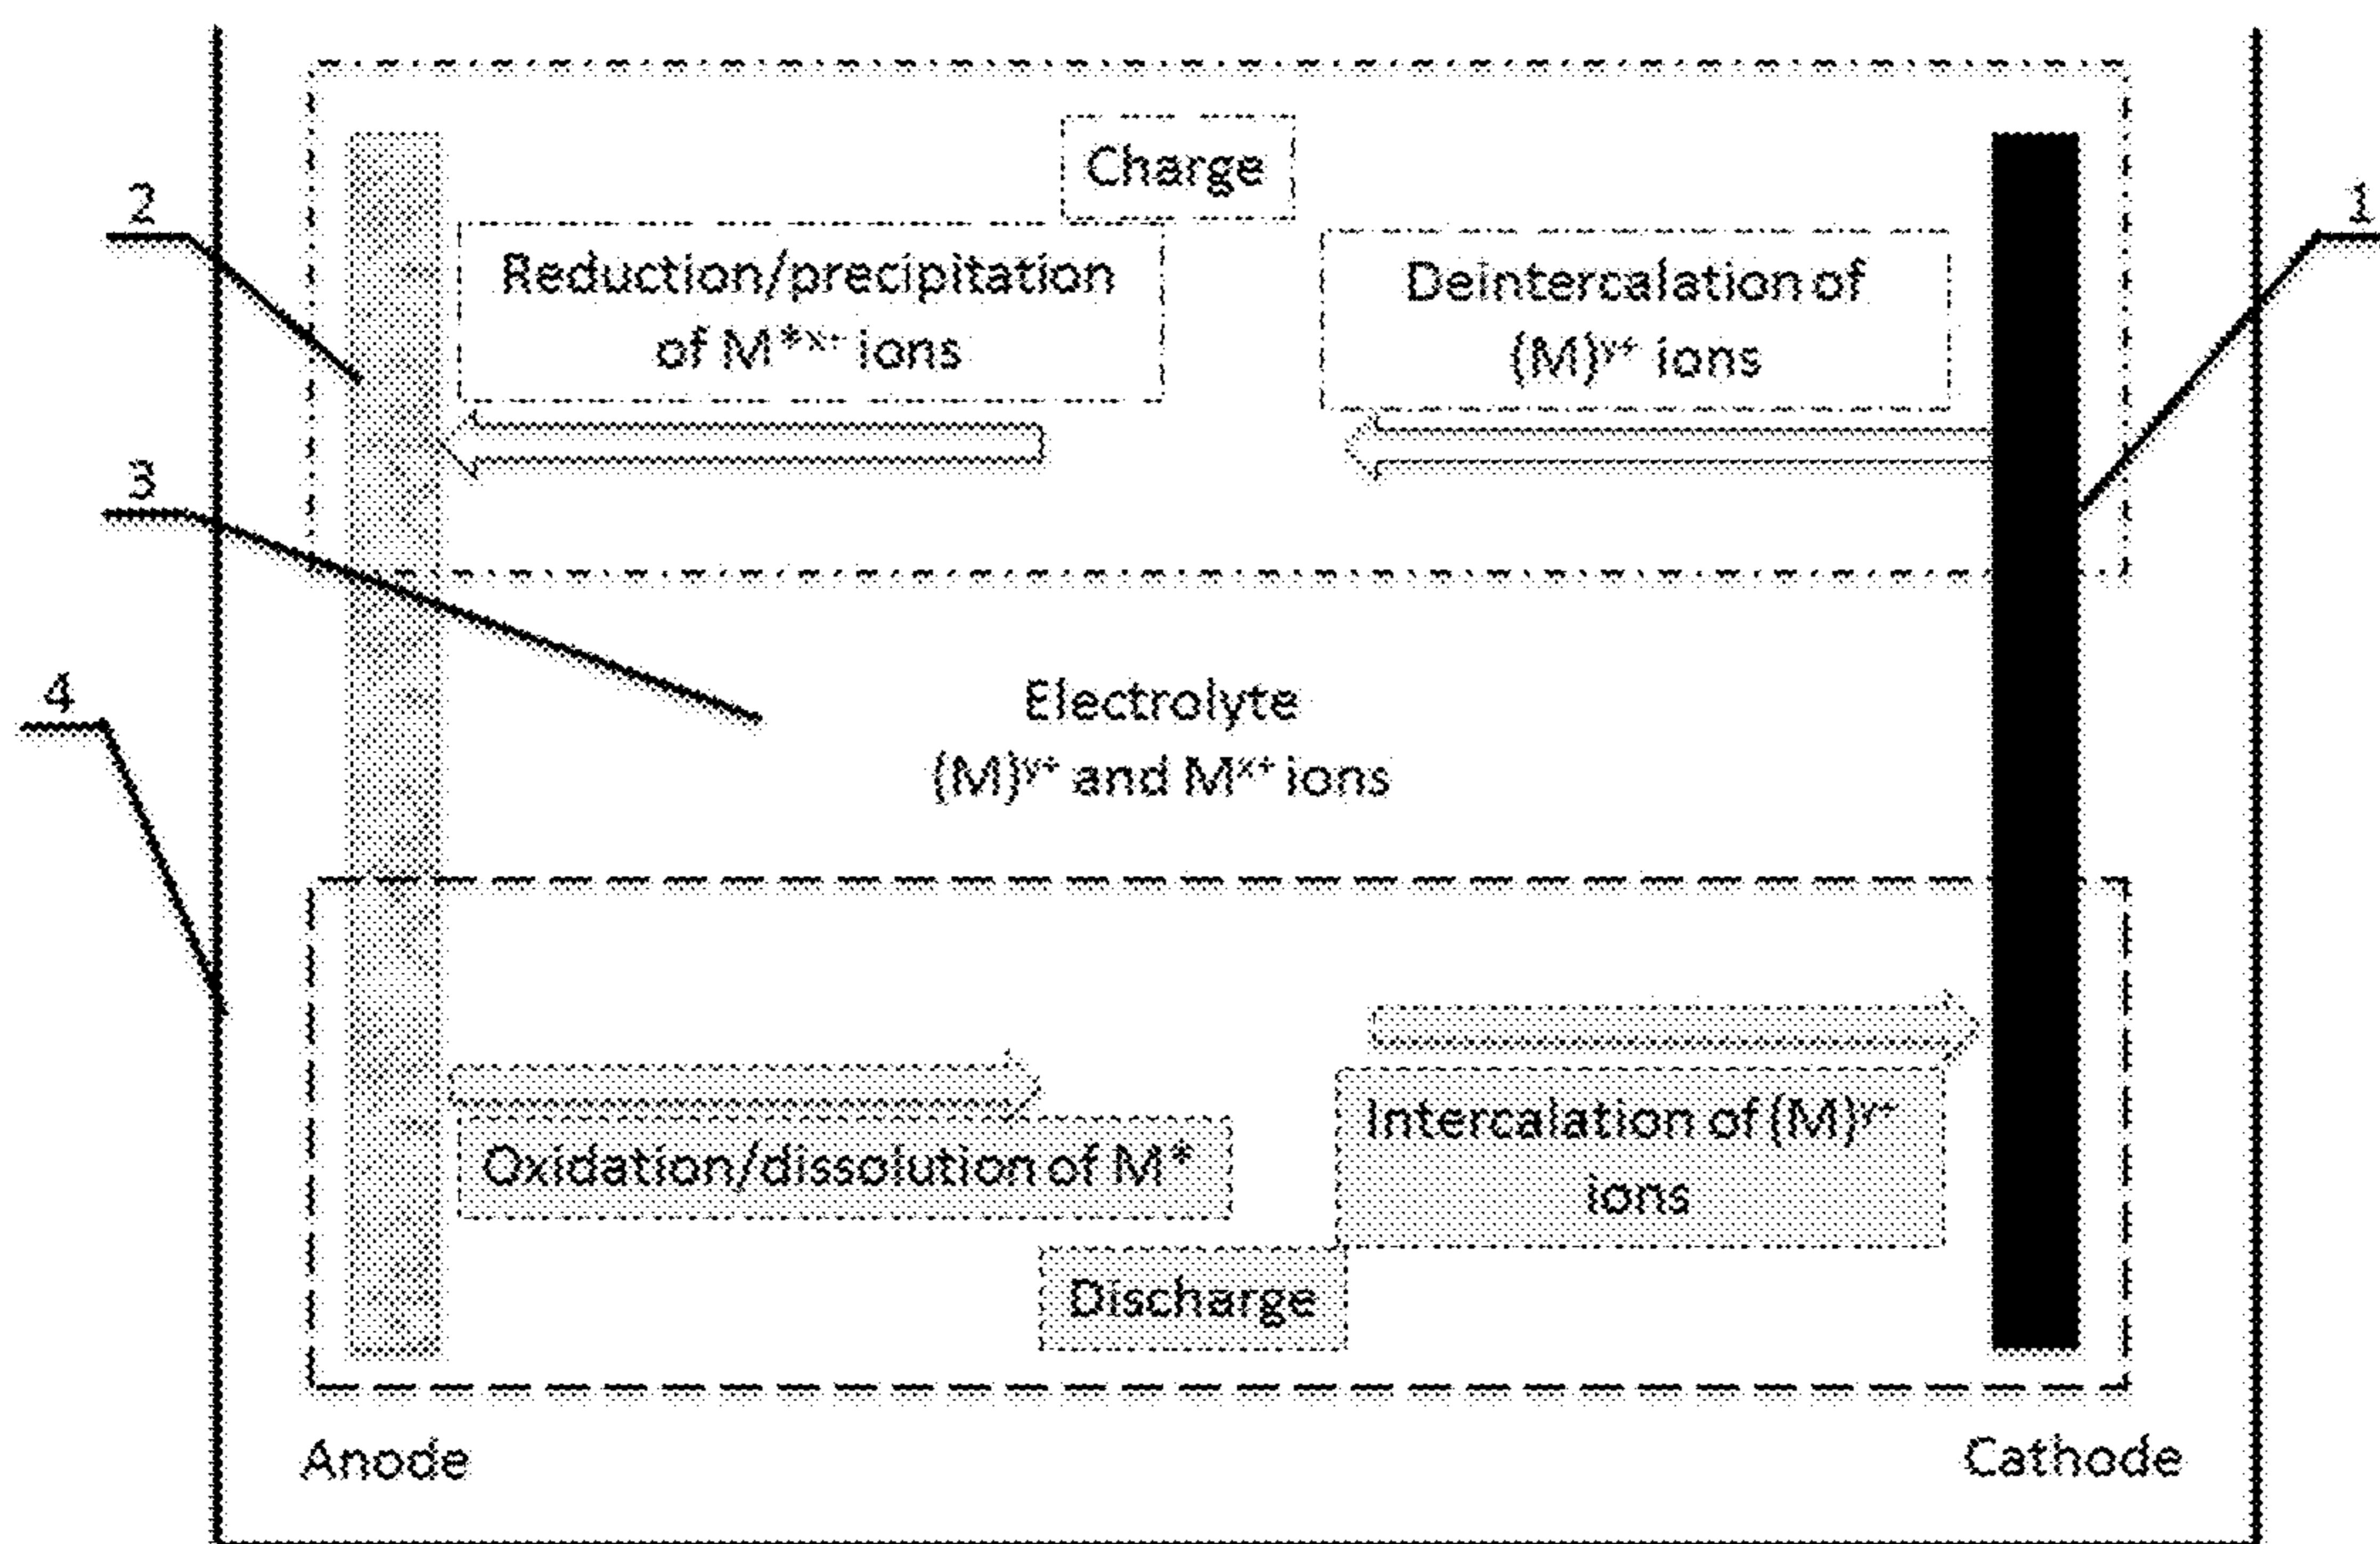 Charge
2
1
Reduction/precipitation
of M*ˣ⁺ ions
Deintercalation of
(M)ʸ⁺ ions
3
4
Electrolyte
(M)ʸ⁺ and Mˣ⁺ ions
Oxidation/dissolution of M*
Intercalation of (M)ʸ⁺
ions
Discharge
Anode
Cathode